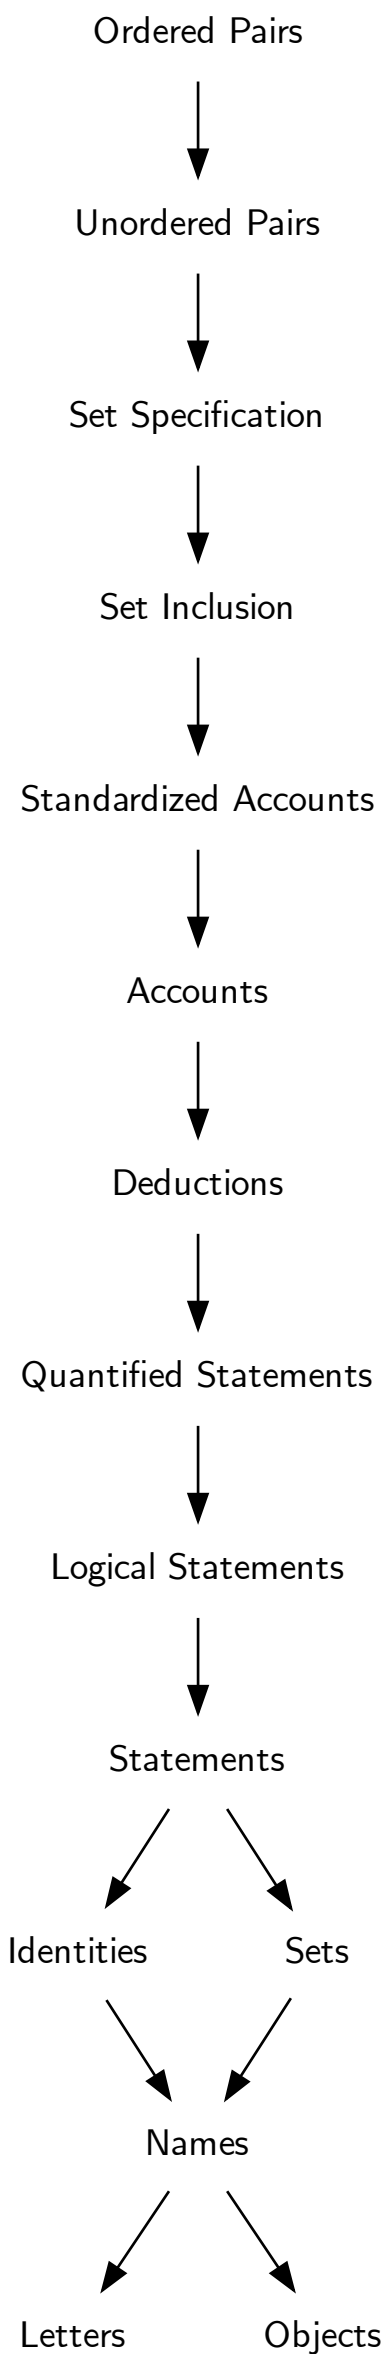 Ordered Pairs
Unordered Pairs
Set Specification
Set Inclusion
Standardized Accounts
Accounts
Deductions
Quantified Statements
Logical Statements
Statements
Identities Sets
Names
Letters Objects